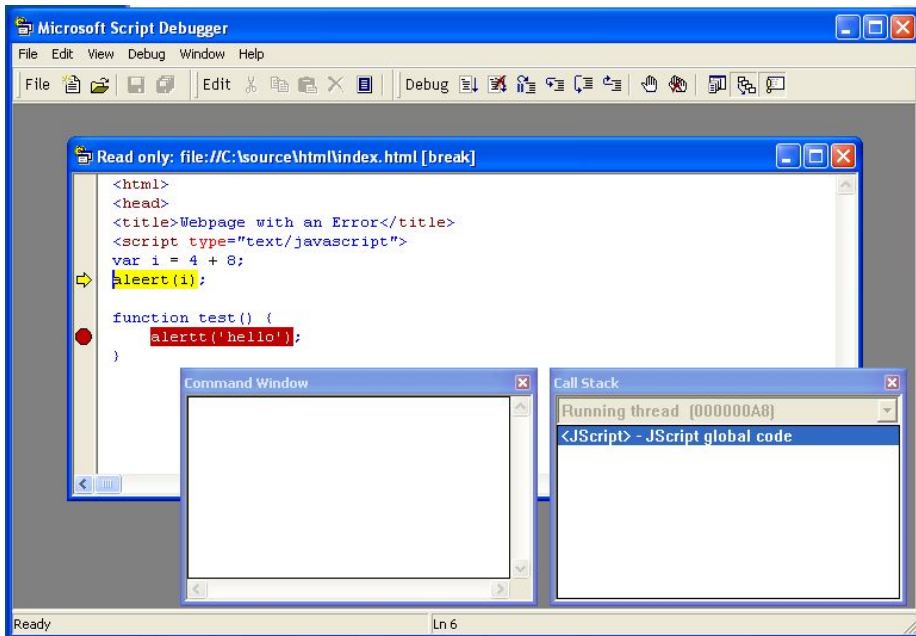 Microsoft Script Debugger
File Edit View Debug Window Help
File Edit Debug
Read only: file://C:\source\html\index.html [break]
<html>
<head>
<title>Webpage with an Error</title>
<script type="text/javascript">
var i = 4 + 8;
aleert(i);
function test() {
alertt('hello');
}
Command Window
Call Stack
Running thread (000000A8)
<JScript> - JScript global code
Ready
Ln 6